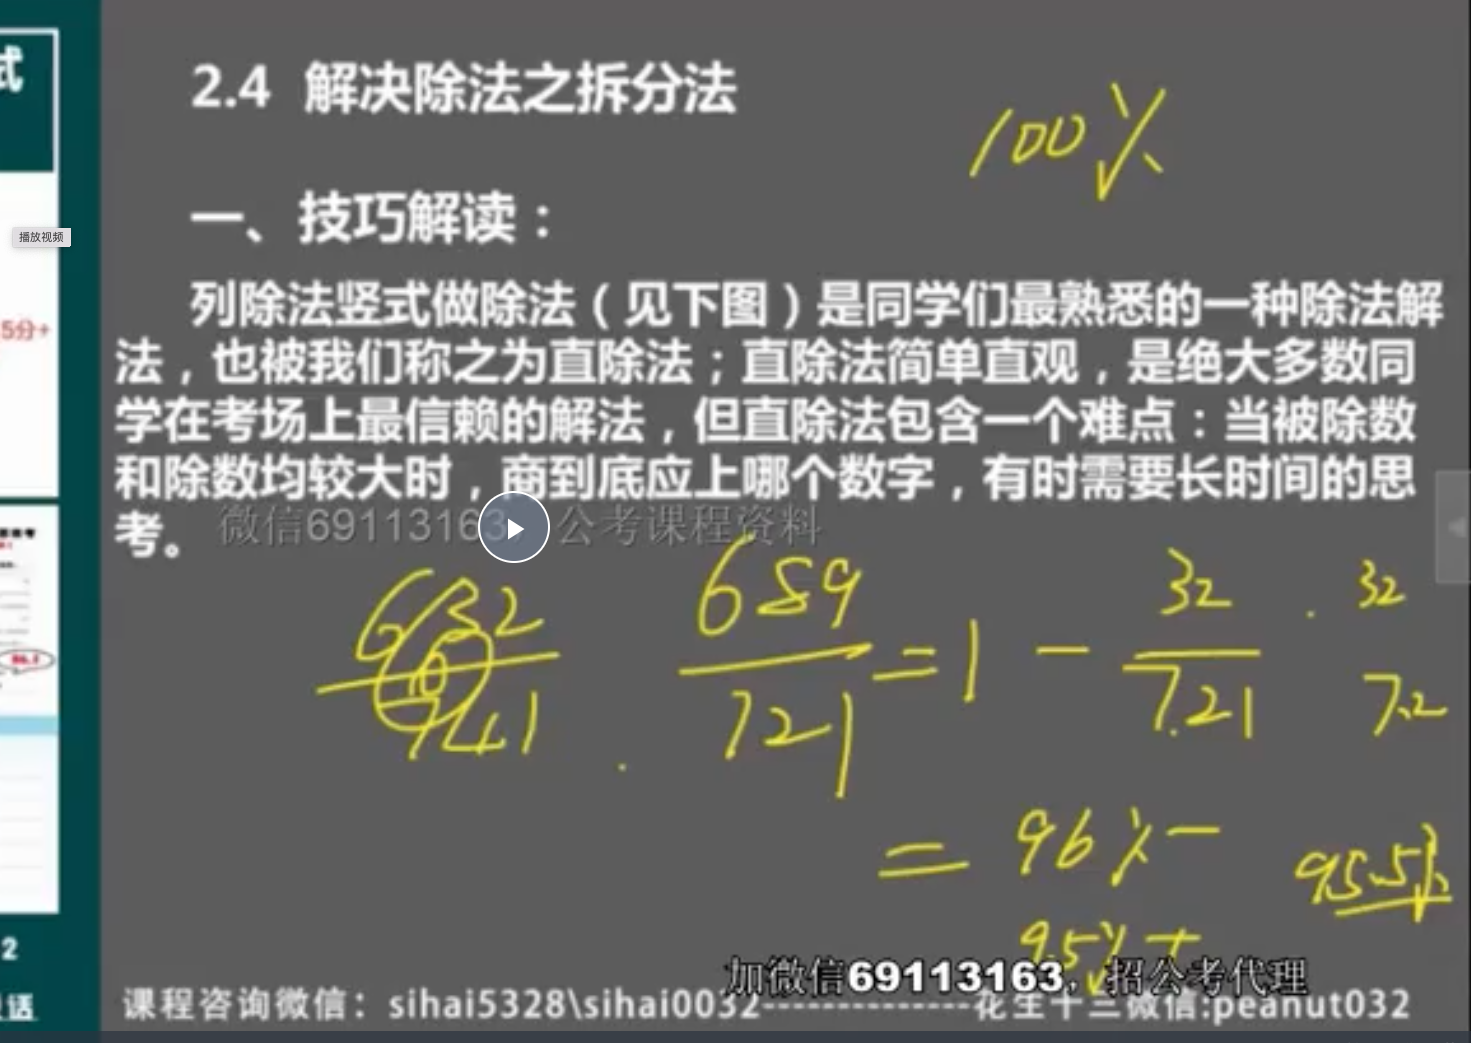 式
2.4 解决除法之拆分法
100%
一、技巧解读：
播放视频
列除法竖式做除法（见下图）是同学们最熟悉的一种除法解
5分+
法，也被我们称之为直除法；直除法简单直观，是绝大多数同
学在考场上最信赖的解法，但直除法包含一个难点：当被除数
和除数均较大时，商到底应上哪个数字，有时需要长时间的思
考。
微信69113163，公考课程资料
632 689 32 . 32
= 1 -
741 . 721 7.21 7.2
= 96% - 95.5%
95% +
2
加微信69113163，招公考代理
话
课程咨询微信：sihai5328\sihai0032--------------花生十三微信:peanut032